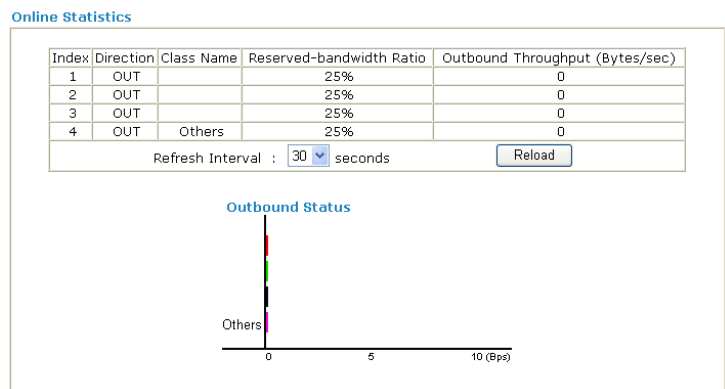 Online Statistics
Index Direction Class Name Reserved-bandwidth Ratio Outbound Throughput (Bytes/sec)
1 OUT 25% 0
2 OUT 25% 0
3 OUT 25% 0
4 OUT Others 25% 0
Refresh Interval : 30 seconds Reload
Outbound Status
Others
0 5 10 (Bps)